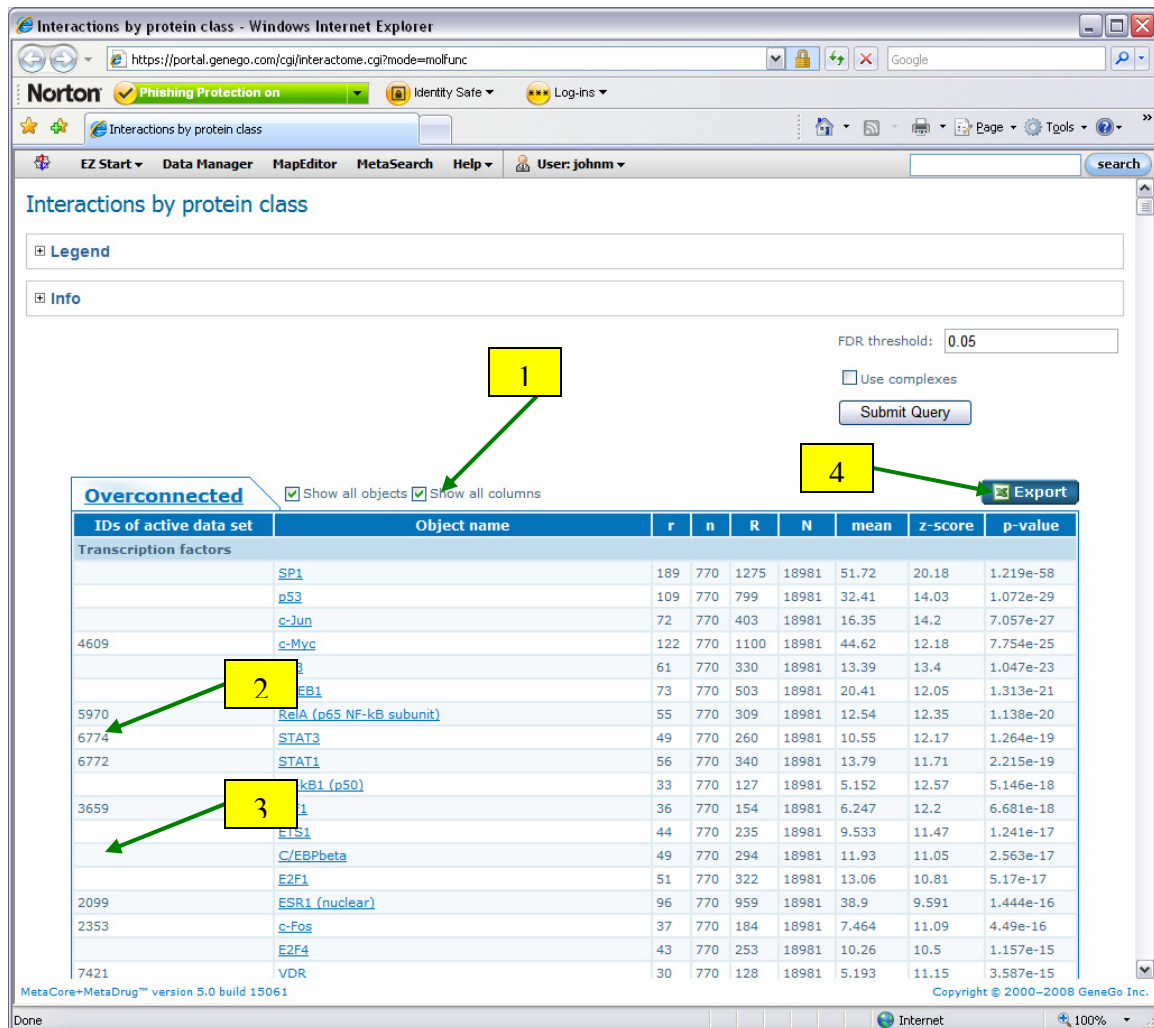 Interactions by protein class - Windows Internet Explorer
https://portal.genego.com/cgi/interactome.cgi?mode=molfunc
Google
Norton Phishing Protection on Identity Safe Log-ins
Interactions by protein class
Page Tools
EZ Start Data Manager MapEditor MetaSearch Help User: johnm search
Interactions by protein class
Legend
Info
FDR threshold: 0.05
1
Use complexes
Submit Query
4
Overconnected Show all objects Show all columns Export
IDs of active data set Object name r n R N mean z-score p-value
Transcription factors
SP1 189 770 1275 18981 51.72 20.18 1.219e-58
p53 109 770 799 18981 32.41 14.03 1.072e-29
c-Jun 72 770 403 18981 16.35 14.2 7.057e-27
4609 c-Myc 122 770 1100 18981 44.62 12.18 7.754e-25
61 770 330 18981 13.39 13.4 1.047e-23
2
EB1 73 770 503 18981 20.41 12.05 1.313e-21
5970 RelA (p65 NF-kB subunit) 55 770 309 18981 12.54 12.35 1.138e-20
6774 STAT3 49 770 260 18981 10.55 12.17 1.264e-19
6772 STAT1 56 770 340 18981 13.79 11.71 2.215e-19
kB1 (p50) 33 770 127 18981 5.152 12.57 5.146e-18
3
3659 36 770 154 18981 6.247 12.2 6.681e-18
ETS1 44 770 235 18981 9.533 11.47 1.241e-17
C/EBPbeta 49 770 294 18981 11.93 11.05 2.563e-17
E2F1 51 770 322 18981 13.06 10.81 5.17e-17
2099 ESR1 (nuclear) 96 770 959 18981 38.9 9.591 1.444e-16
2353 c-Fos 37 770 184 18981 7.464 11.09 4.49e-16
E2F4 43 770 253 18981 10.26 10.5 1.157e-15
7421 VDR 30 770 128 18981 5.193 11.15 3.587e-15
MetaCore+MetaDrug™ version 5.0 build 15061 Copyright © 2000-2008 GeneGo Inc.
Done Internet 100%